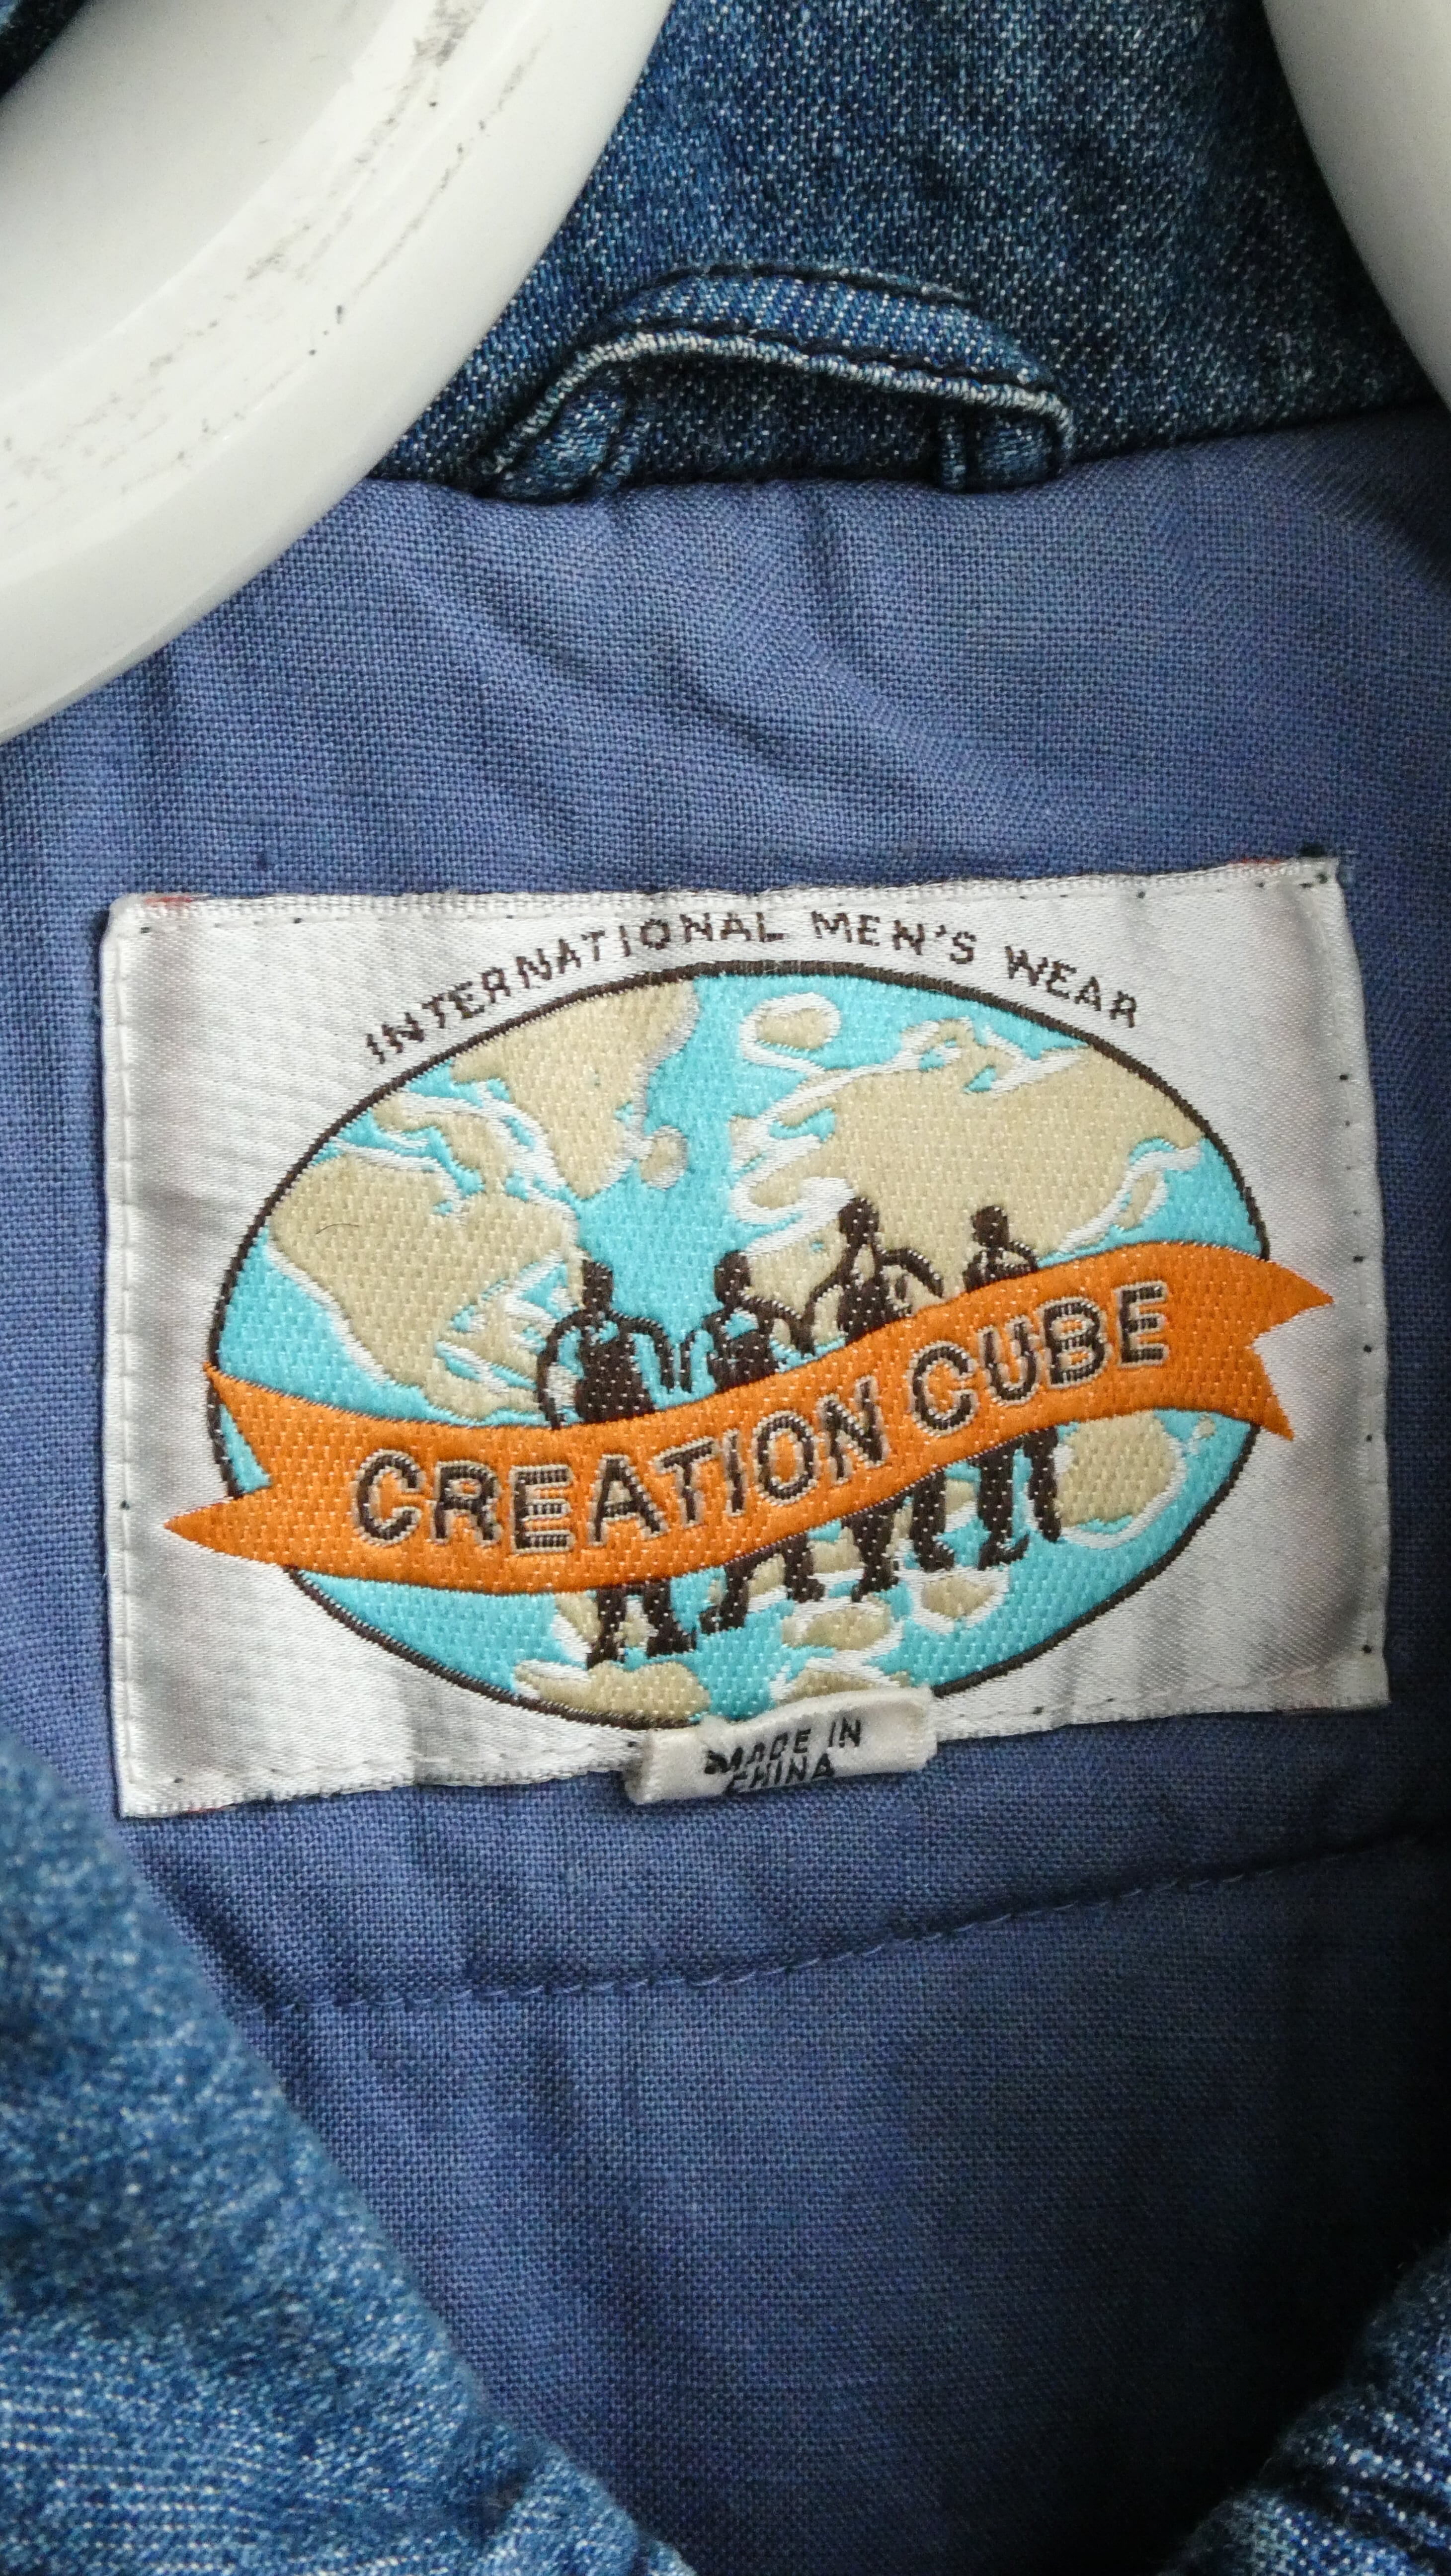 INTERNATIONAL MEN'S WEAR
CREATION CUBE
MADE IN
CHINA